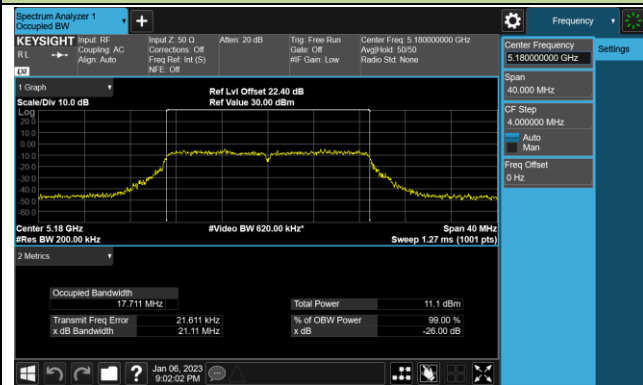 Spectrum Analyzer 1
Occupied BW
+
Frequency
KEYSIGHT
RL
Input: RF
Coupling: AC
Align: Auto
Input Z: 50 Ω
Corrections: Off
Freq Ref: Int (S)
NFE: Off
Atten: 20 dB
Trig: Free Run
Gate: Off
#IF Gain: Low
Center Freq: 5.180000000 GHz
Avg|Hold: 50/50
Radio Std: None
1 Graph
Scale/Div 10.0 dB
Ref Lvl Offset 22.40 dB
Ref Value 30.00 dBm
Log
20.0
10.0
0.00
-10.0
-20.0
-30.0
-40.0
-50.0
-60.0
Center 5.18 GHz
#Res BW 200.00 kHz
#Video BW 620.00 kHz*
Span 40 MHz
Sweep 1.27 ms (1001 pts)
2 Metrics
Occupied Bandwidth
17.711 MHz
Total Power 11.1 dBm
Transmit Freq Error 21.611 kHz
% of OBW Power 99.00 %
x dB Bandwidth 21.11 MHz
x dB -26.00 dB
Center Frequency
5.180000000 GHz
Settings
Span
40.000 MHz
CF Step
4.000000 MHz
Auto
Man
Freq Offset
0 Hz
?
Jan 06, 2023
9:02:02 PM